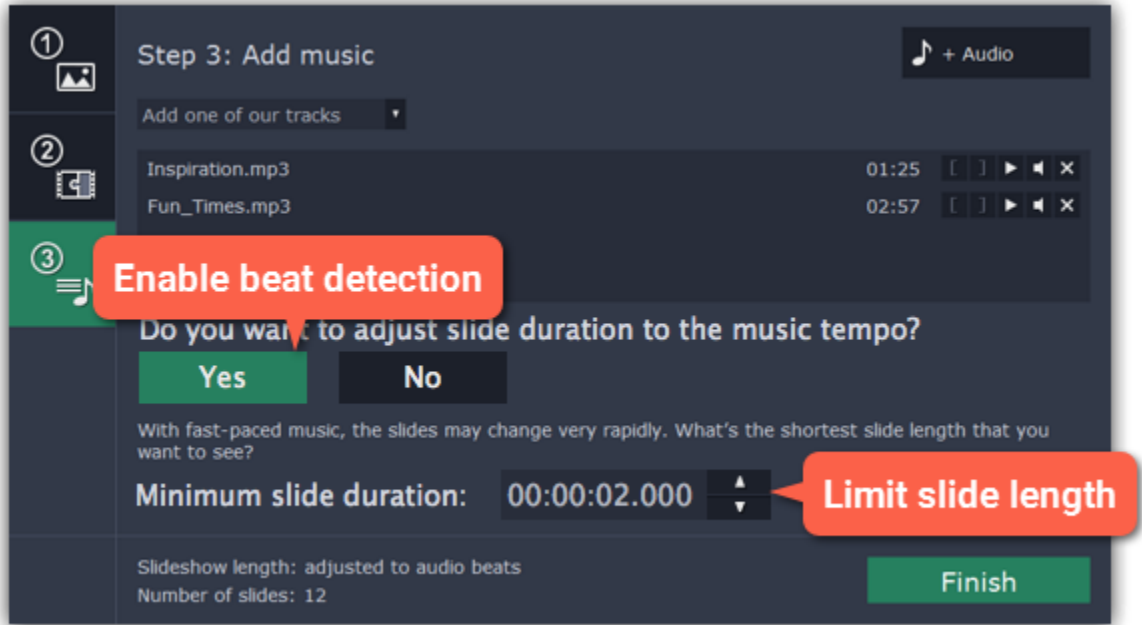 ①
Step 3: Add music
+ Audio
Add one of our tracks
②
Inspiration.mp3 01:25 [ ]
Fun_Times.mp3 02:57 [ ]
③
Enable beat detection
Do you want to adjust slide duration to the music tempo?
Yes No
With fast-paced music, the slides may change very rapidly. What's the shortest slide length that you
want to see?
Minimum slide duration: 00:00:02.000
Limit slide length
Slideshow length: adjusted to audio beats
Number of slides: 12
Finish